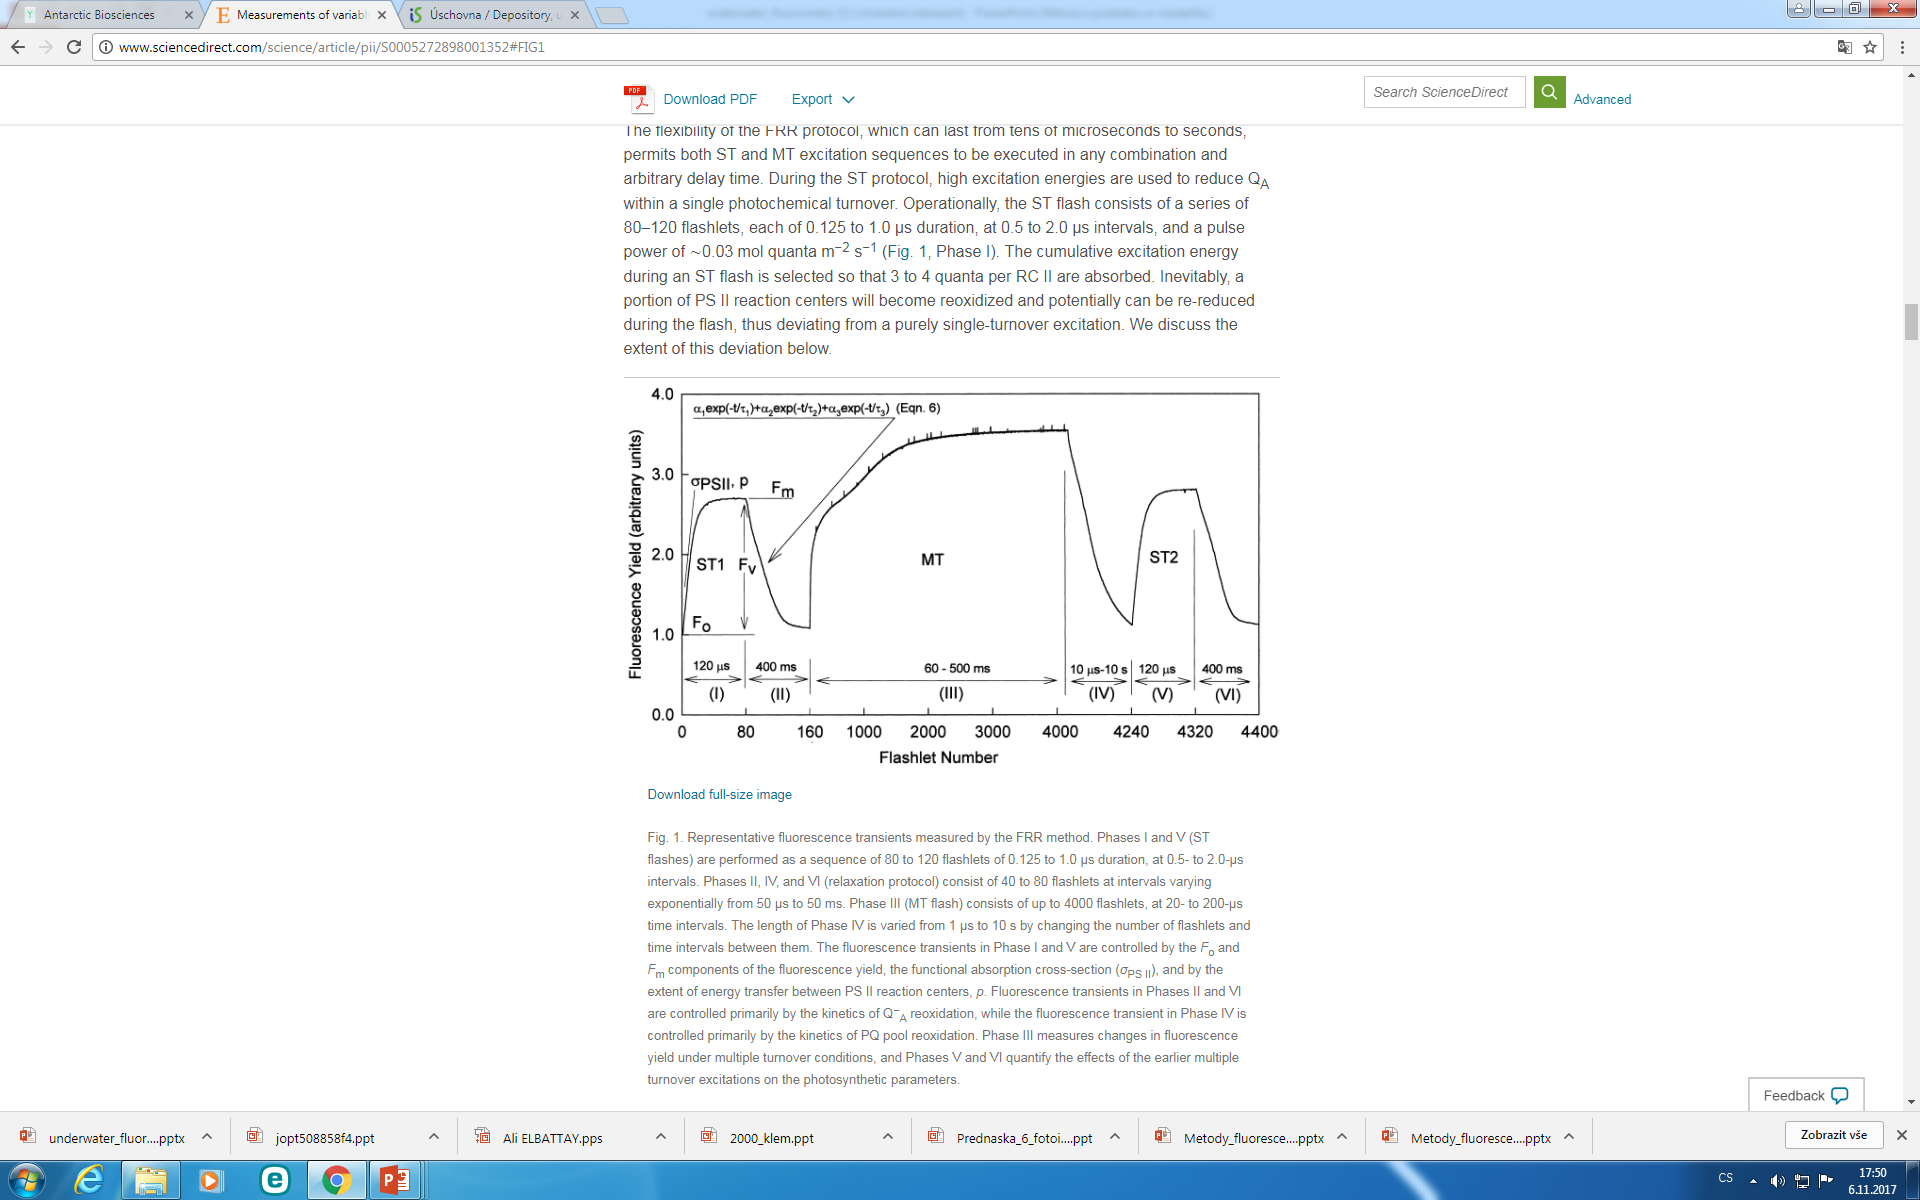 Antarctic Biosciences
Measurements of variabl
Úschovna / Depository, u
www.sciencedirect.com/science/article/pii/S0005272898001352#FIG1
PDF
Download PDF
Export
Search ScienceDirect
Advanced
The flexibility of the FRR protocol, which can last from tens of microseconds to seconds,
permits both ST and MT excitation sequences to be executed in any combination and
arbitrary delay time. During the ST protocol, high excitation energies are used to reduce QA
within a single photochemical turnover. Operationally, the ST flash consists of a series of
80–120 flashlets, each of 0.125 to 1.0 μs duration, at 0.5 to 2.0 μs intervals, and a pulse
power of ~0.03 mol quanta m−2 s−1 (Fig. 1, Phase I). The cumulative excitation energy
during an ST flash is selected so that 3 to 4 quanta per RC II are absorbed. Inevitably, a
portion of PS II reaction centers will become reoxidized and potentially can be re-reduced
during the flash, thus deviating from a purely single-turnover excitation. We discuss the
extent of this deviation below.
4.0
α1exp(-t/τ1)+α2exp(-t/τ2)+α3exp(-t/τ3) (Eqn. 6)
Fluorescence Yield (arbitrary units)
3.0
σPSII, p
Fm
2.0
ST1 Fv
MT
ST2
Fo
1.0
120 μs
400 ms
60 - 500 ms
10 μs-10 s
120 μs
400 ms
(I)
(II)
(III)
(IV)
(V)
(VI)
0.0
0 80 160 1000 2000 3000 4000 4240 4320 4400
Flashlet Number
Download full-size image
Fig. 1. Representative fluorescence transients measured by the FRR method. Phases I and V (ST
flashes) are performed as a sequence of 80 to 120 flashlets of 0.125 to 1.0 μs duration, at 0.5- to 2.0-μs
intervals. Phases II, IV, and VI (relaxation protocol) consist of 40 to 80 flashlets at intervals varying
exponentially from 50 μs to 50 ms. Phase III (MT flash) consists of up to 4000 flashlets, at 20- to 200-μs
time intervals. The length of Phase IV is varied from 1 μs to 10 s by changing the number of flashlets and
time intervals between them. The fluorescence transients in Phase I and V are controlled by the Fo and
Fm components of the fluorescence yield, the functional absorption cross-section (σPS II), and by the
extent of energy transfer between PS II reaction centers, p. Fluorescence transients in Phases II and VI
are controlled primarily by the kinetics of Q−A reoxidation, while the fluorescence transient in Phase IV is
controlled primarily by the kinetics of PQ pool reoxidation. Phase III measures changes in fluorescence
yield under multiple turnover conditions, and Phases V and VI quantify the effects of the earlier multiple
turnover excitations on the photosynthetic parameters.
Feedback
underwater_fluor....pptx
jopt508858f4.ppt
Ali ELBATTAY.pps
2000_klem.ppt
Prednaska_6_fotoi....ppt
Metody_fluoresce....pptx
Metody_fluoresce....pptx
Zobrazit vše
CS
17:50
6.11.2017